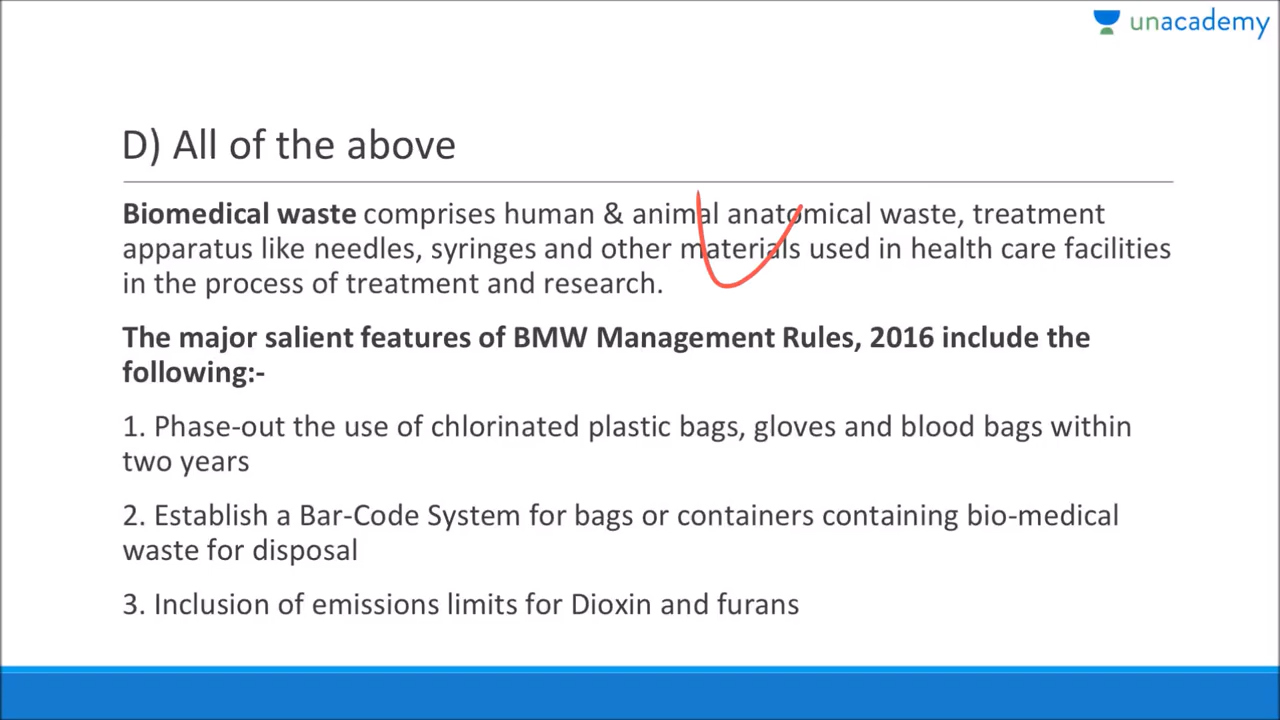 unacademy
D) All of the above
Biomedical waste comprises human & animal anatomical waste, treatment
apparatus like needles, syringes and other materials used in health care facilities
in the process of treatment and research.
The major salient features of BMW Management Rules, 2016 include the
following:-
1. Phase-out the use of chlorinated plastic bags, gloves and blood bags within
two years
2. Establish a Bar-Code System for bags or containers containing bio-medical
waste for disposal
3. Inclusion of emissions limits for Dioxin and furans